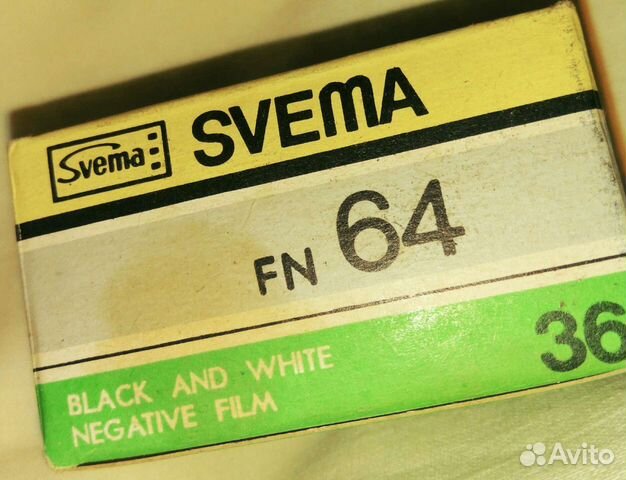 Svema SVEMA
FN 64
36
BLACK AND WHITE
NEGATIVE FILM
Avito